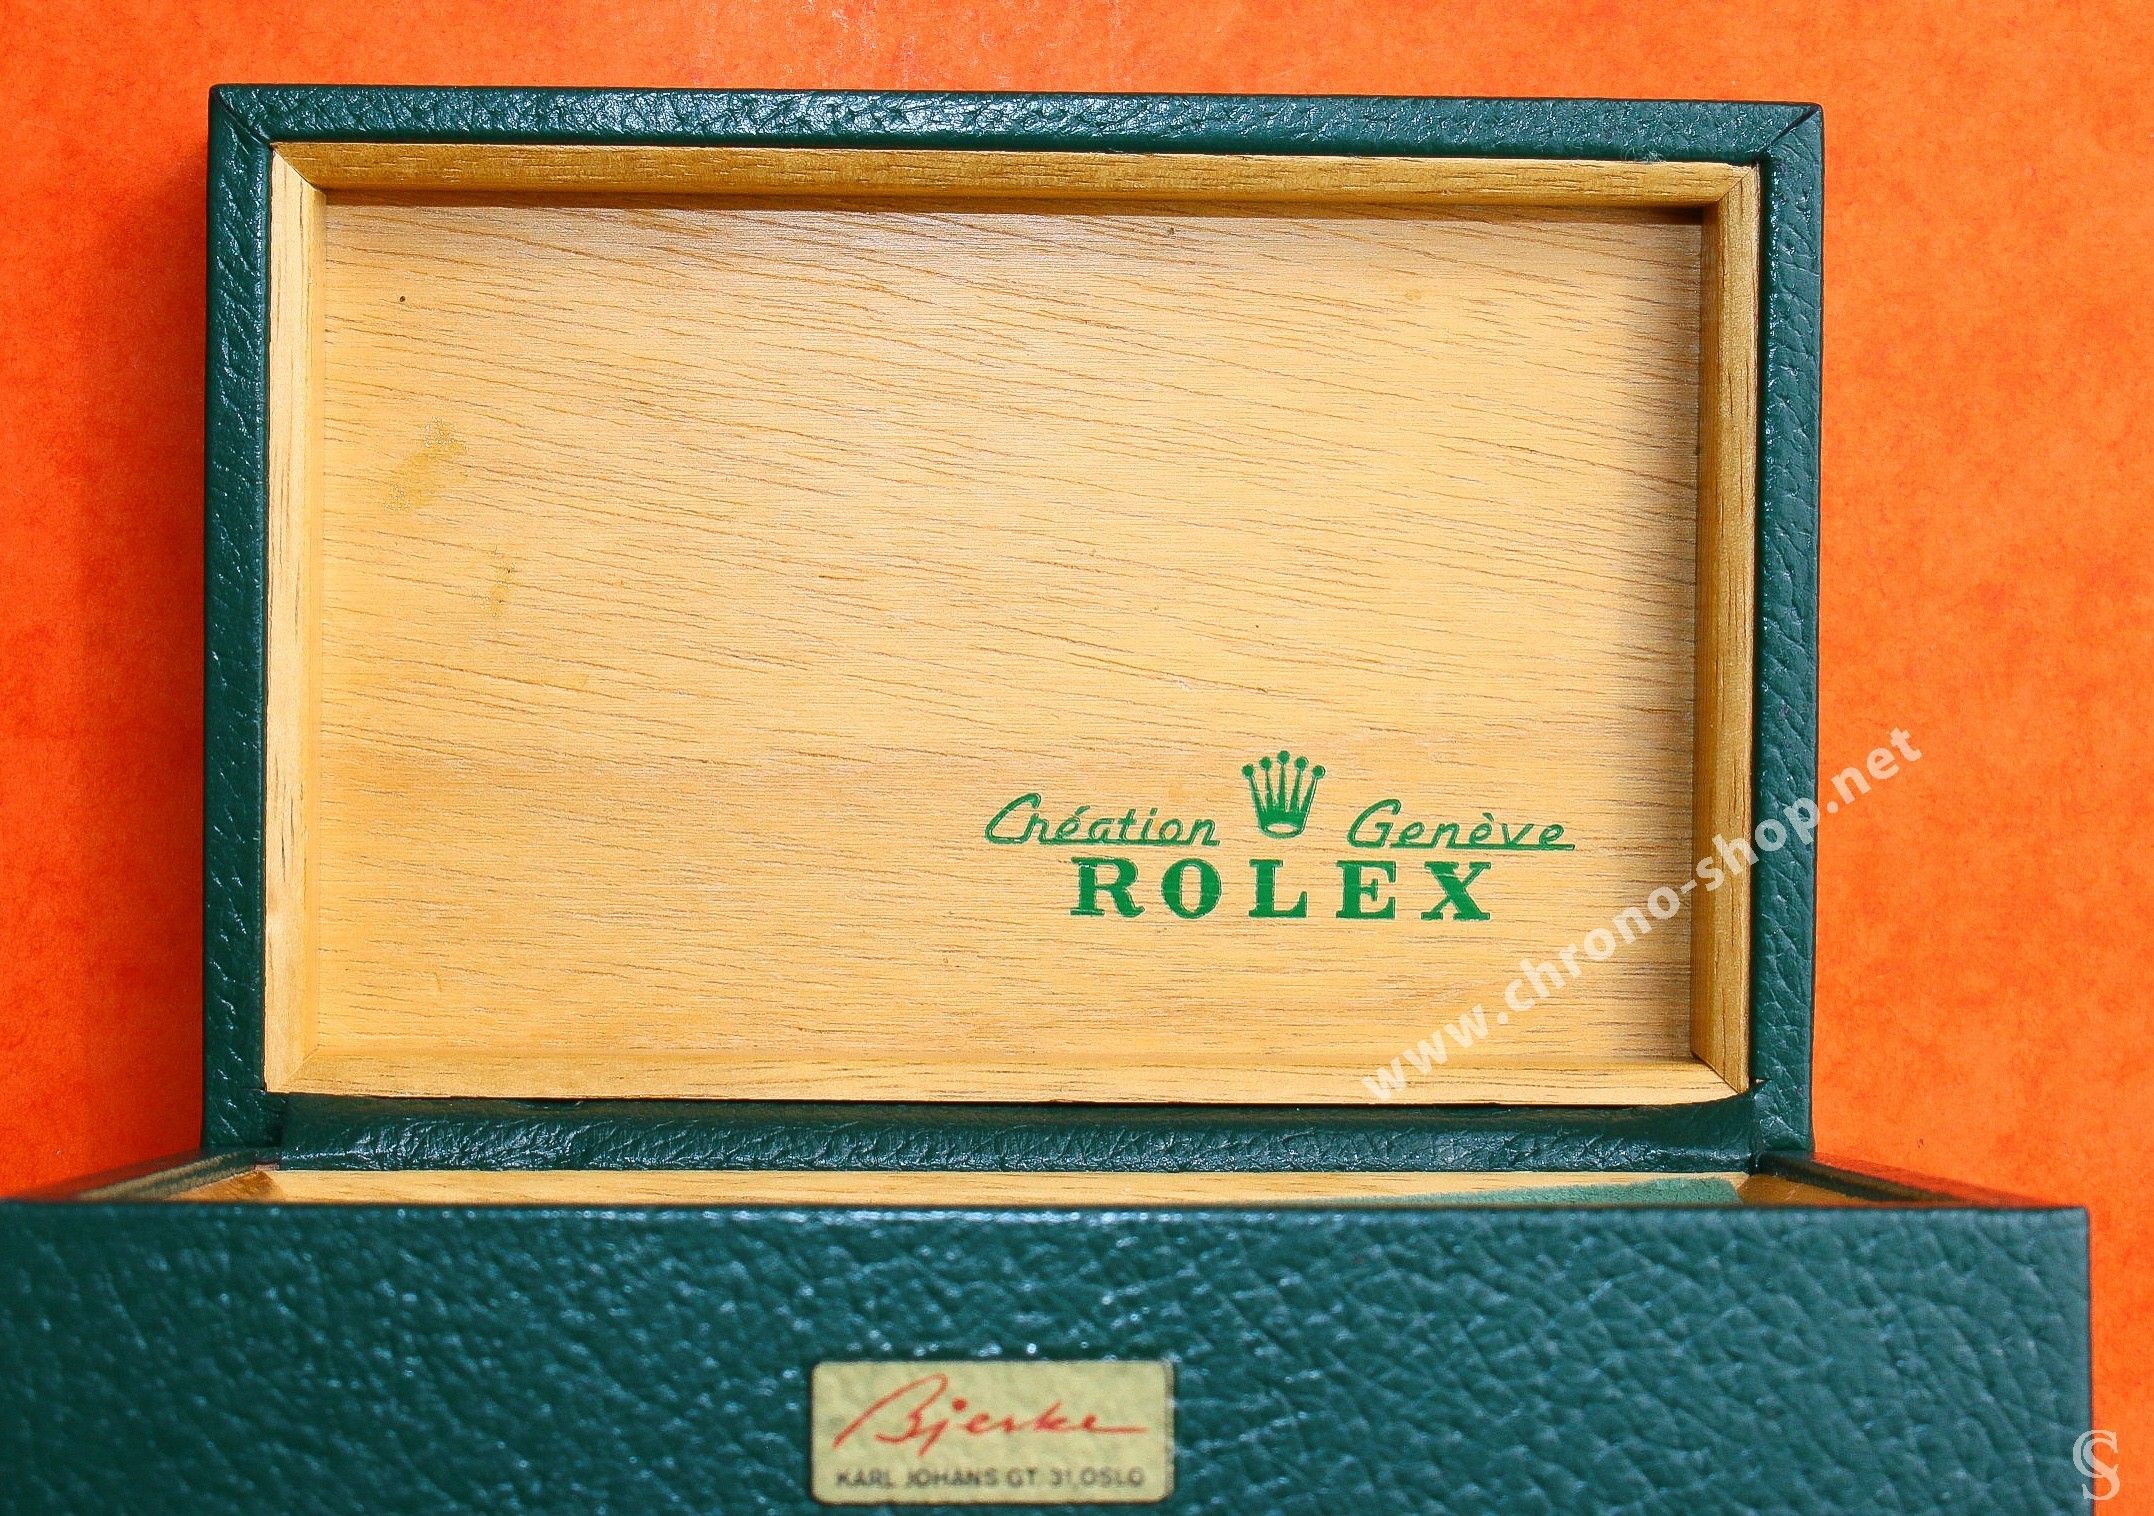 Création Genève
ROLEX
www.chrono-shop.net
Bjerke
KARL JOHANS GT. 31, OSLO